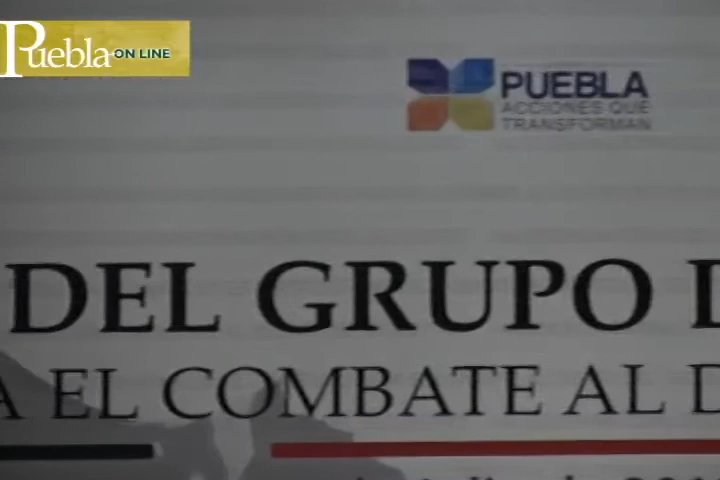 Puebla ON LINE
PUEBLA
ACCIONES QUE
TRANSFORMAN
DEL GRUPO
EL COMBATE AL